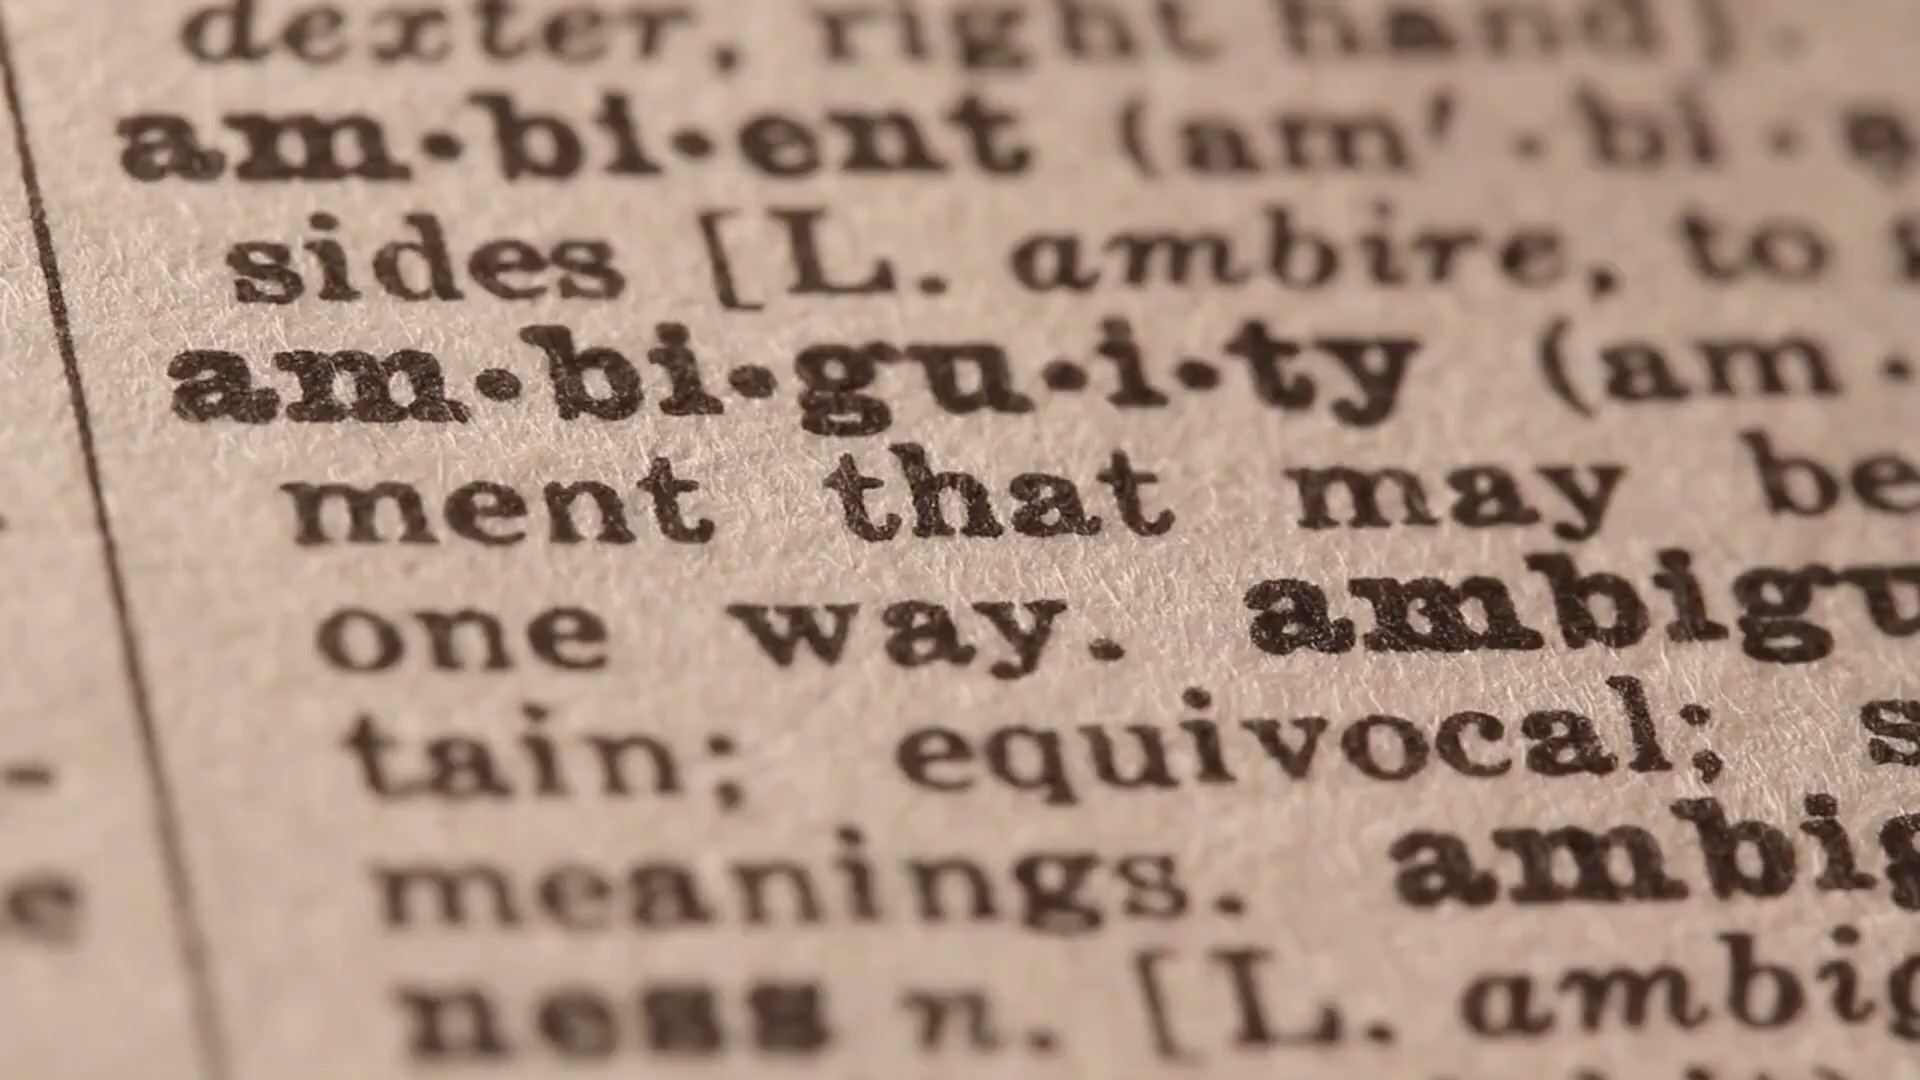 dexter, right hand].
am•bi•ent (am′ · bi ·
sides [L. ambire, to
am•bi•gu•i•ty (am ·
ment that may be
one way. ambigu
tain; equivocal; s
meanings. ambig
ness n. [L. ambig
-
e